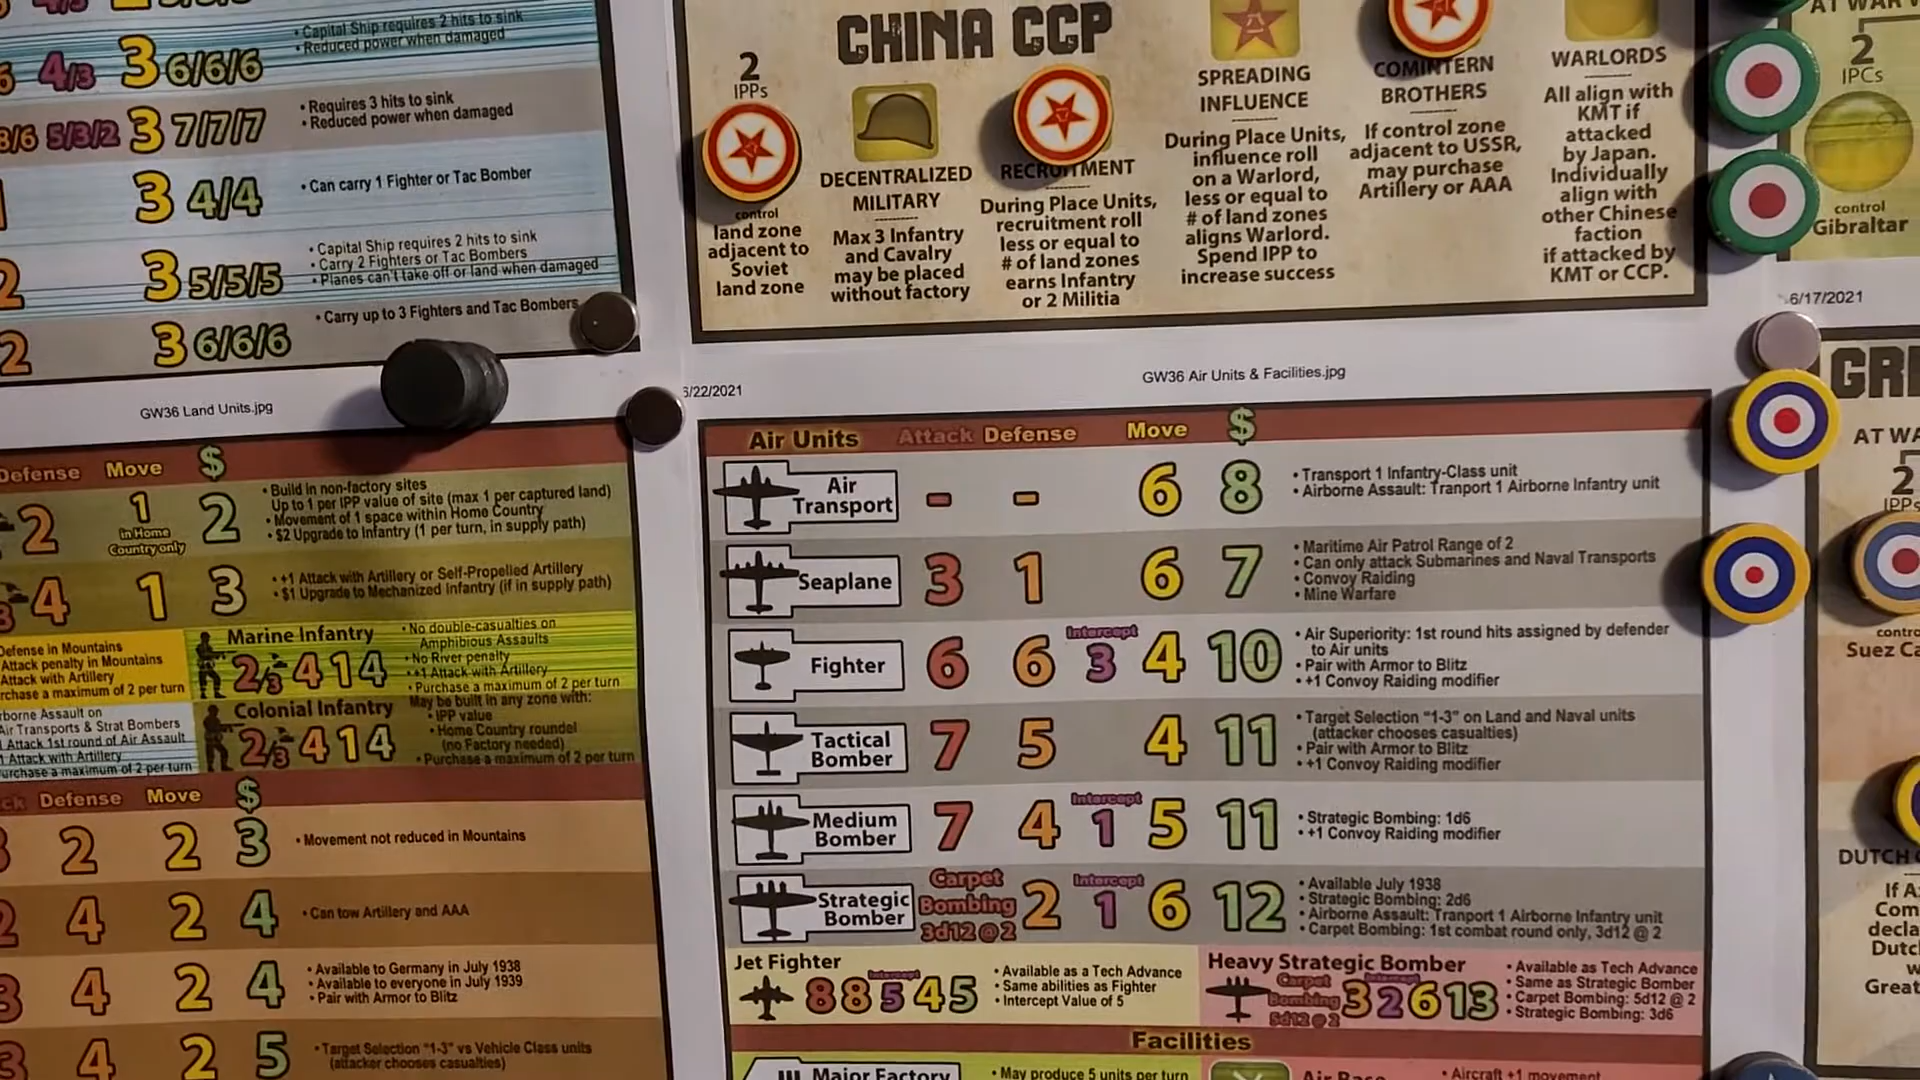 • Capital Ship requires 2 hits to sink
• Reduced power when damaged
4/3 3 6/6/6
• Requires 3 hits to sink
• Reduced power when damaged
8/6 5/3/2 3 7/7/7
3 4/4
• Can carry 1 Fighter or Tac Bomber
2 3 5/5/5
• Capital Ship requires 2 hits to sink
• Carry 2 Fighters or Tac Bombers
• Planes can't take off or land when damaged
2 3 6/6/6
• Carry up to 3 Fighters and Tac Bombers
GW36 Land Units.jpg
Defense Move $
2 1 2
in Home
Country only
• Build in non-factory sites
Up to 1 per IPP value of site (max 1 per captured land)
• Movement of 1 space within Home Country
• $2 Upgrade to Infantry (1 per turn, in supply path)
4 1 3
• +1 Attack with Artillery or Self-Propelled Artillery
• $1 Upgrade to Mechanized Infantry (if in supply path)
Defense in Mountains
Attack penalty in Mountains
Attack with Artillery
rchase a maximum of 2 per turn
Marine Infantry
2/3 4 1 4
• No double-casualties on
Amphibious Assaults
• No River penalty
• +1 Attack with Artillery
• Purchase a maximum of 2 per turn
rborne Assault on
Air Transports & Strat Bombers
Attack 1st round of Air Assault
Attack with Artillery
urchase a maximum of 2 per turn
Colonial Infantry
2/3 4 1 4
May be built in any zone with:
• IPP value
• Home Country roundel
(no Factory needed)
• Purchase a maximum of 2 per turn
ck Defense Move $
3 2 2 3
• Movement not reduced in Mountains
2 4 2 4
• Can tow Artillery and AAA
3 4 2 4
• Available to Germany in July 1938
• Available to everyone in July 1939
• Pair with Armor to Blitz
3 4 2 5
• Target Selection "1-3" vs Vehicle Class units
(attacker chooses casualties)
CHINA CCP
2
IPPs
control
land zone
adjacent to
Soviet
land zone
DECENTRALIZED
MILITARY
Max 3 Infantry
and Cavalry
may be placed
without factory
RECRUITMENT
During Place Units,
recruitment roll
less or equal to
# of land zones
earns Infantry
or 2 Militia
SPREADING
INFLUENCE
During Place Units,
influence roll
on a Warlord,
less or equal to
# of land zones
aligns Warlord.
Spend IPP to
increase success
COMINTERN
BROTHERS
If control zone
adjacent to USSR,
may purchase
Artillery or AAA
WARLORDS
All align with
KMT if
attacked
by Japan.
Individually
align with
other Chinese
faction
if attacked by
KMT or CCP.
AT WAR
2
IPCs
control
Gibraltar
6/17/2021
6/22/2021
GW36 Air Units & Facilities.jpg
Air Units Attack Defense Move $
Air
Transport
- - 6 8
• Transport 1 Infantry-Class unit
• Airborne Assault: Tranport 1 Airborne Infantry unit
Seaplane
3 1 6 7
• Maritime Air Patrol Range of 2
• Can only attack Submarines and Naval Transports
• Convoy Raiding
• Mine Warfare
Fighter
Intercept
6 6 3 4 10
• Air Superiority: 1st round hits assigned by defender
to Air units
• Pair with Armor to Blitz
• +1 Convoy Raiding modifier
Tactical
Bomber
7 5 4 11
• Target Selection "1-3" on Land and Naval units
(attacker chooses casualties)
• Pair with Armor to Blitz
• +1 Convoy Raiding modifier
Medium
Bomber
Intercept
7 4 1 5 11
• Strategic Bombing: 1d6
• +1 Convoy Raiding modifier
Strategic
Bomber
Carpet
Bombing
3d12 @ 2
Intercept
2 1 6 12
• Available July 1938
• Strategic Bombing: 2d6
• Airborne Assault: Tranport 1 Airborne Infantry unit
• Carpet Bombing: 1st combat round only, 3d12 @ 2
Jet Fighter
Intercept
8 8 5 4 5
• Available as a Tech Advance
• Same abilities as Fighter
• Intercept Value of 5
Heavy Strategic Bomber
Carpet
Bombing
5d12 @ 2
Intercept
3 2 6 13
• Available as Tech Advance
• Same as Strategic Bomber
• Carpet Bombing: 5d12 @ 2
• Strategic Bombing: 3d6
Facilities
Major Factory
• May produce 5 units per turn
Air Base
• Aircraft +1 movement
GR
AT WA
2
IPPs
contro
Suez Ca
DUTCH
If A
Com
decla
Dutc
w
Great